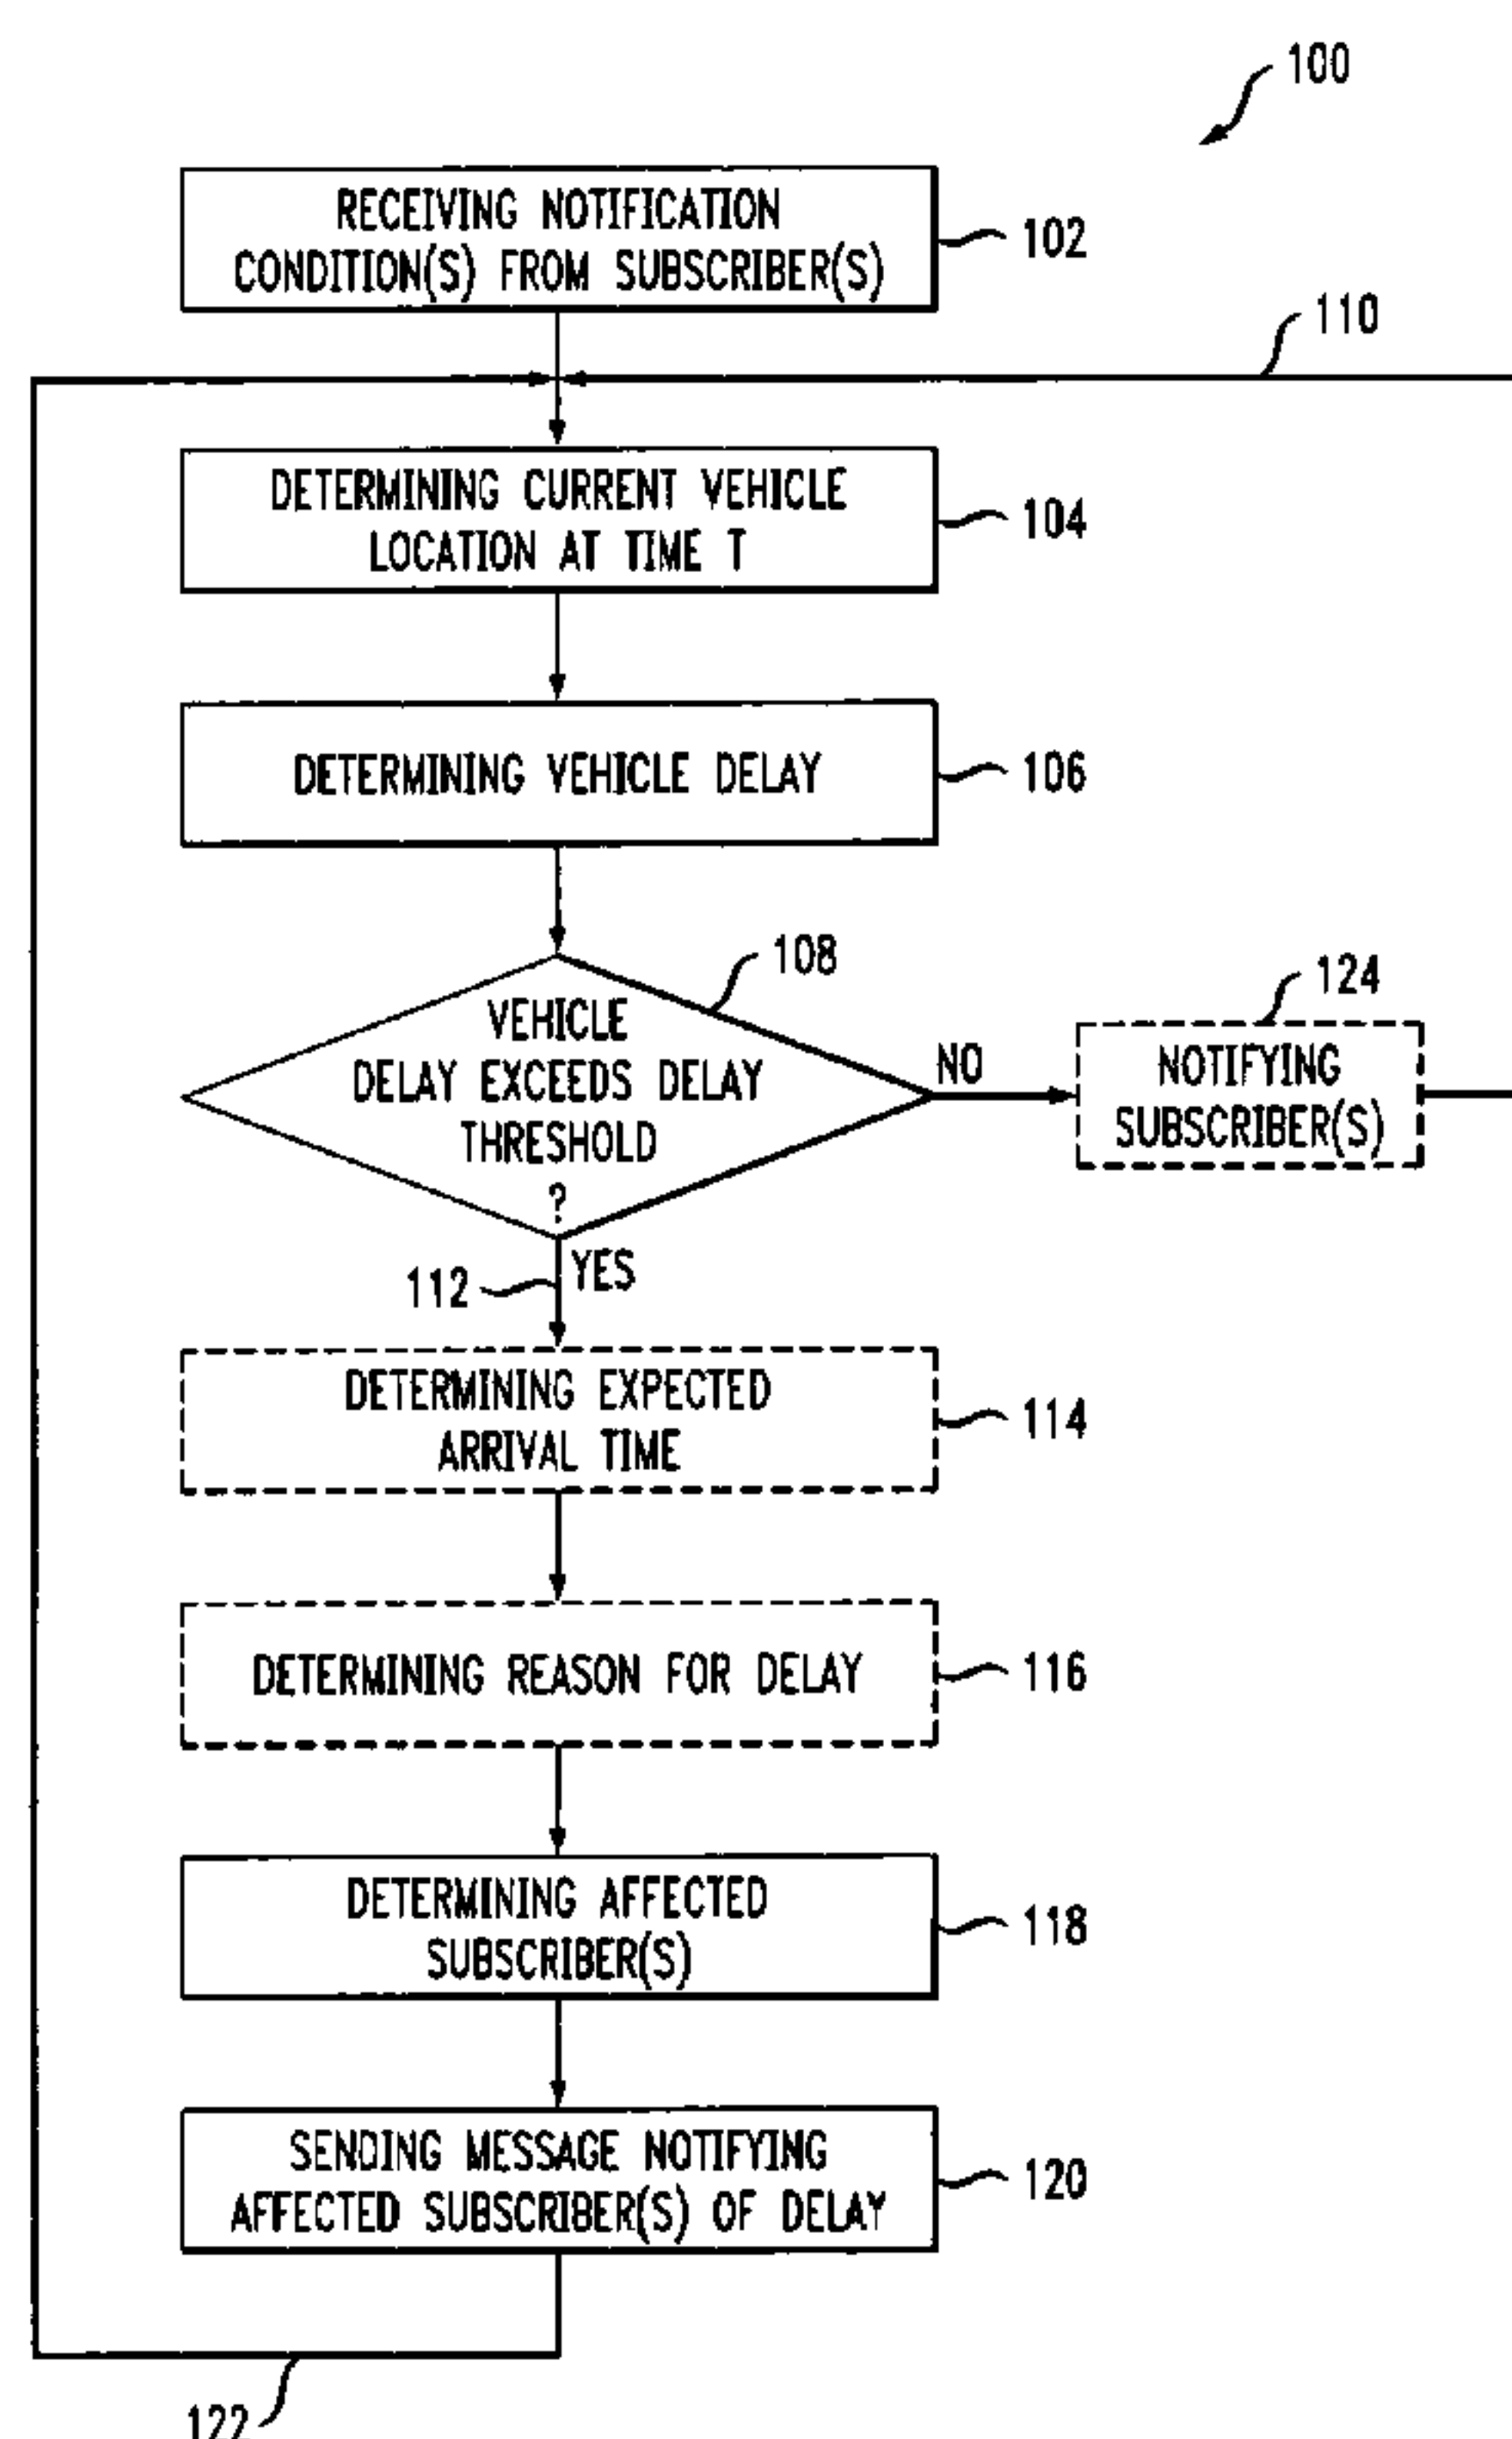 100
RECEIVING NOTIFICATION
CONDITION(S) FROM SUBSCRIBER(S)
102
110
DETERMINING CURRENT VEHICLE
LOCATION AT TIME T
104
DETERMINING VEHICLE DELAY
106
108
VEHICLE
DELAY EXCEEDS DELAY
THRESHOLD
?
NO
124
NOTIFYING
SUBSCRIBER(S)
112
YES
DETERMINING EXPECTED
ARRIVAL TIME
114
DETERMINING REASON FOR DELAY
116
DETERMINING AFFECTED
SUBSCRIBER(S)
118
SENDING MESSAGE NOTIFYING
AFFECTED SUBSCRIBER(S) OF DELAY
120
122